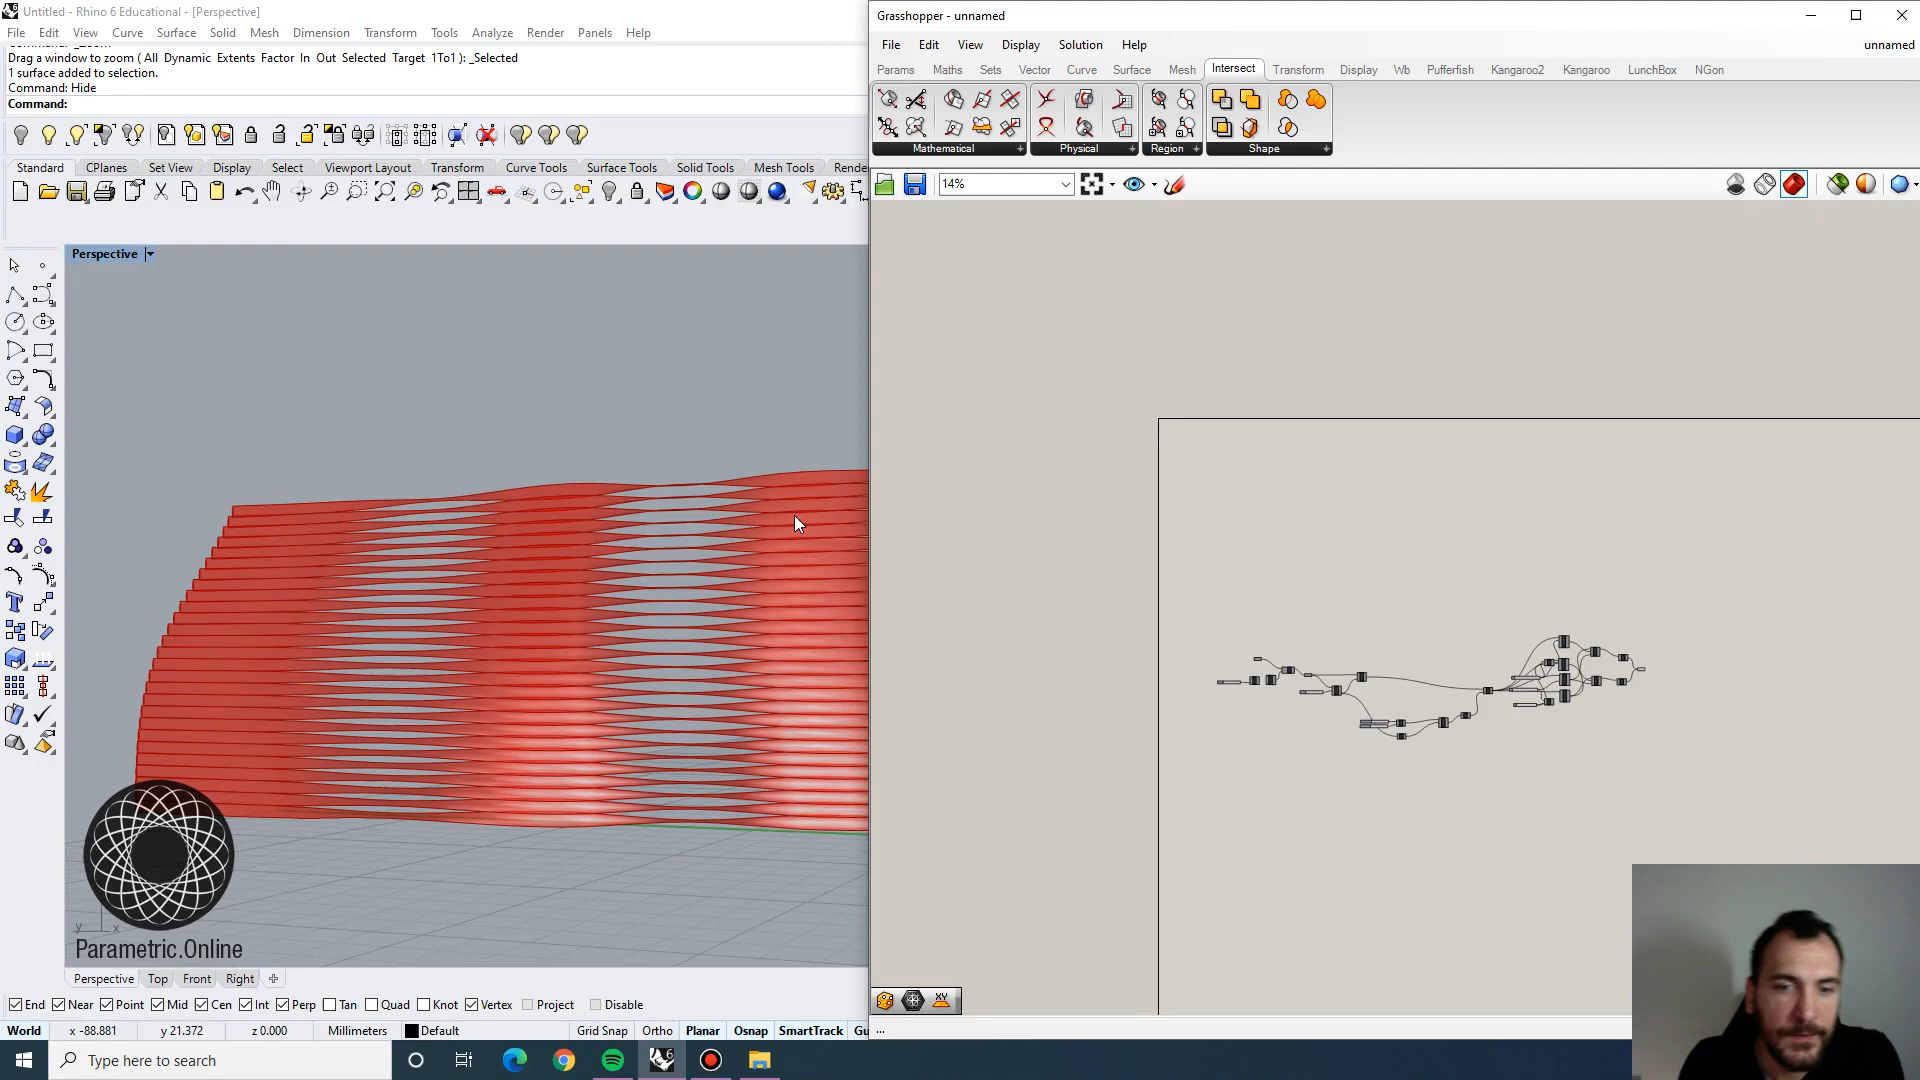 Untitled - Rhino 6 Educational - [Perspective]
File Edit View Curve Surface Solid Mesh Dimension Transform Tools Analyze Render Panels Help
Drag a window to zoom ( All Dynamic Extents Factor In Out Selected Target 1To1 ): _Selected
1 surface added to selection.
Command: Hide
Command:
Standard CPlanes Set View Display Select Viewport Layout Transform Curve Tools Surface Tools Solid Tools Mesh Tools Rende
Perspective
Parametric.Online
y x
Perspective Top Front Right
End Near Point Mid Cen Int Perp Tan Quad Knot Vertex Project Disable
World x -88.881 y 21.372 z 0.000 Millimeters Default Grid Snap Ortho Planar Osnap SmartTrack Gu
Type here to search
6
Grasshopper - unnamed
File Edit View Display Solution Help unnamed
Params Maths Sets Vector Curve Surface Mesh Intersect Transform Display Wb Pufferfish Kangaroo2 Kangaroo LunchBox NGon
Mathematical Physical Region Shape
14%
XY
...